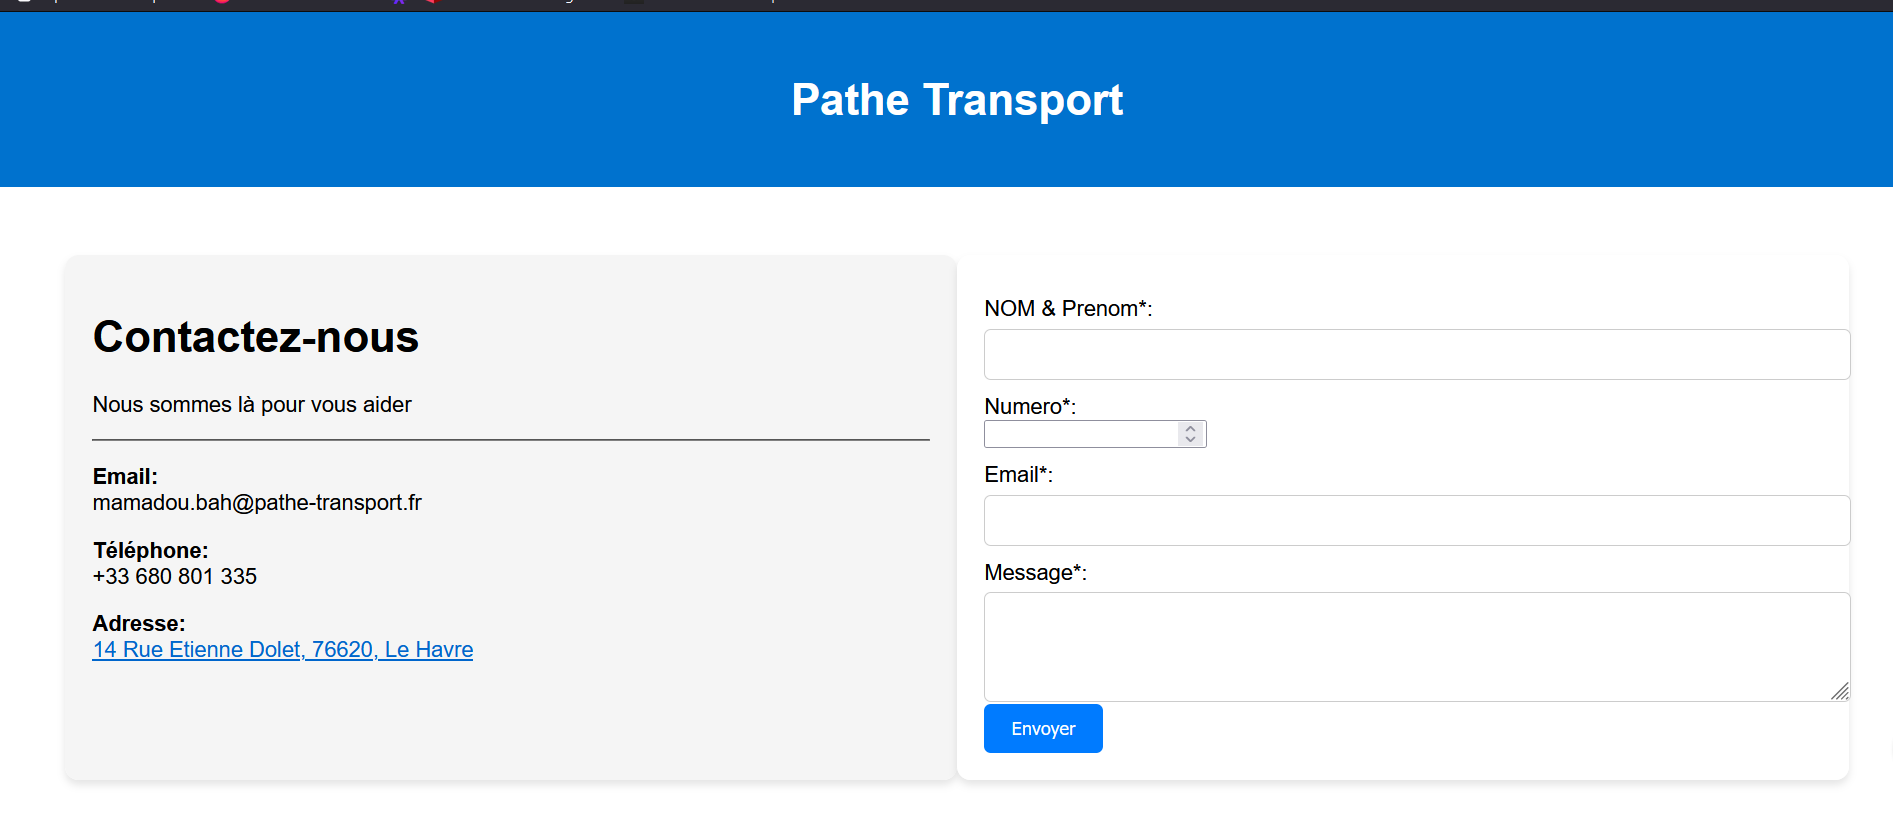 Pathe Transport
Contactez-nous
Nous sommes là pour vous aider
Email:
mamadou.bah@pathe-transport.fr
Téléphone:
+33 680 801 335
Adresse:
14 Rue Etienne Dolet, 76620, Le Havre
NOM & Prenom*:
Numero*:
Email*:
Message*:
Envoyer